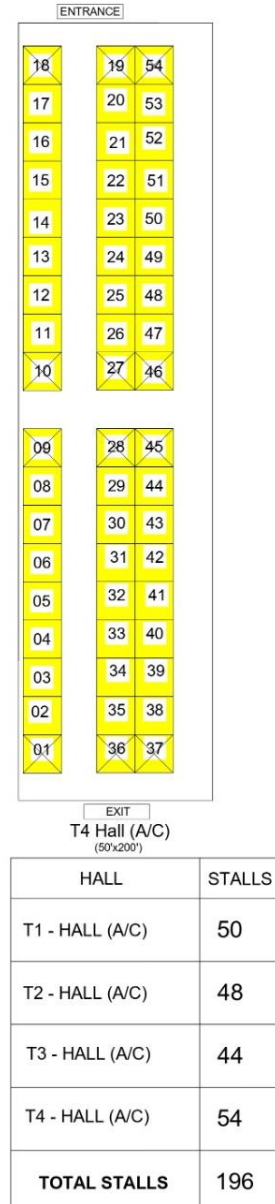 ENTRANCE
18 19 54
17 20 53
16 21 52
15 22 51
14 23 50
13 24 49
12 25 48
11 26 47
10 27 46
09 28 45
08 29 44
07 30 43
06 31 42
05 32 41
04 33 40
03 34 39
02 35 38
01 36 37
EXIT
T4 Hall (A/C)
(50'x200')
HALL STALLS
T1 - HALL (A/C) 50
T2 - HALL (A/C) 48
T3 - HALL (A/C) 44
T4 - HALL (A/C) 54
TOTAL STALLS 196